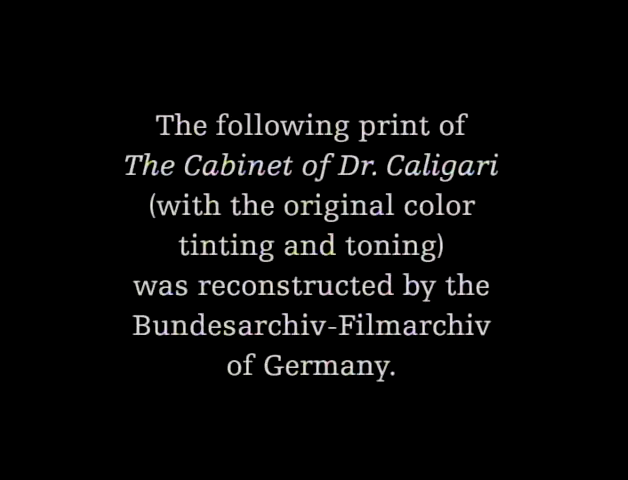 The following print of
The Cabinet of Dr. Caligari
(with the original color
tinting and toning)
was reconstructed by the
Bundesarchiv-Filmarchiv
of Germany.